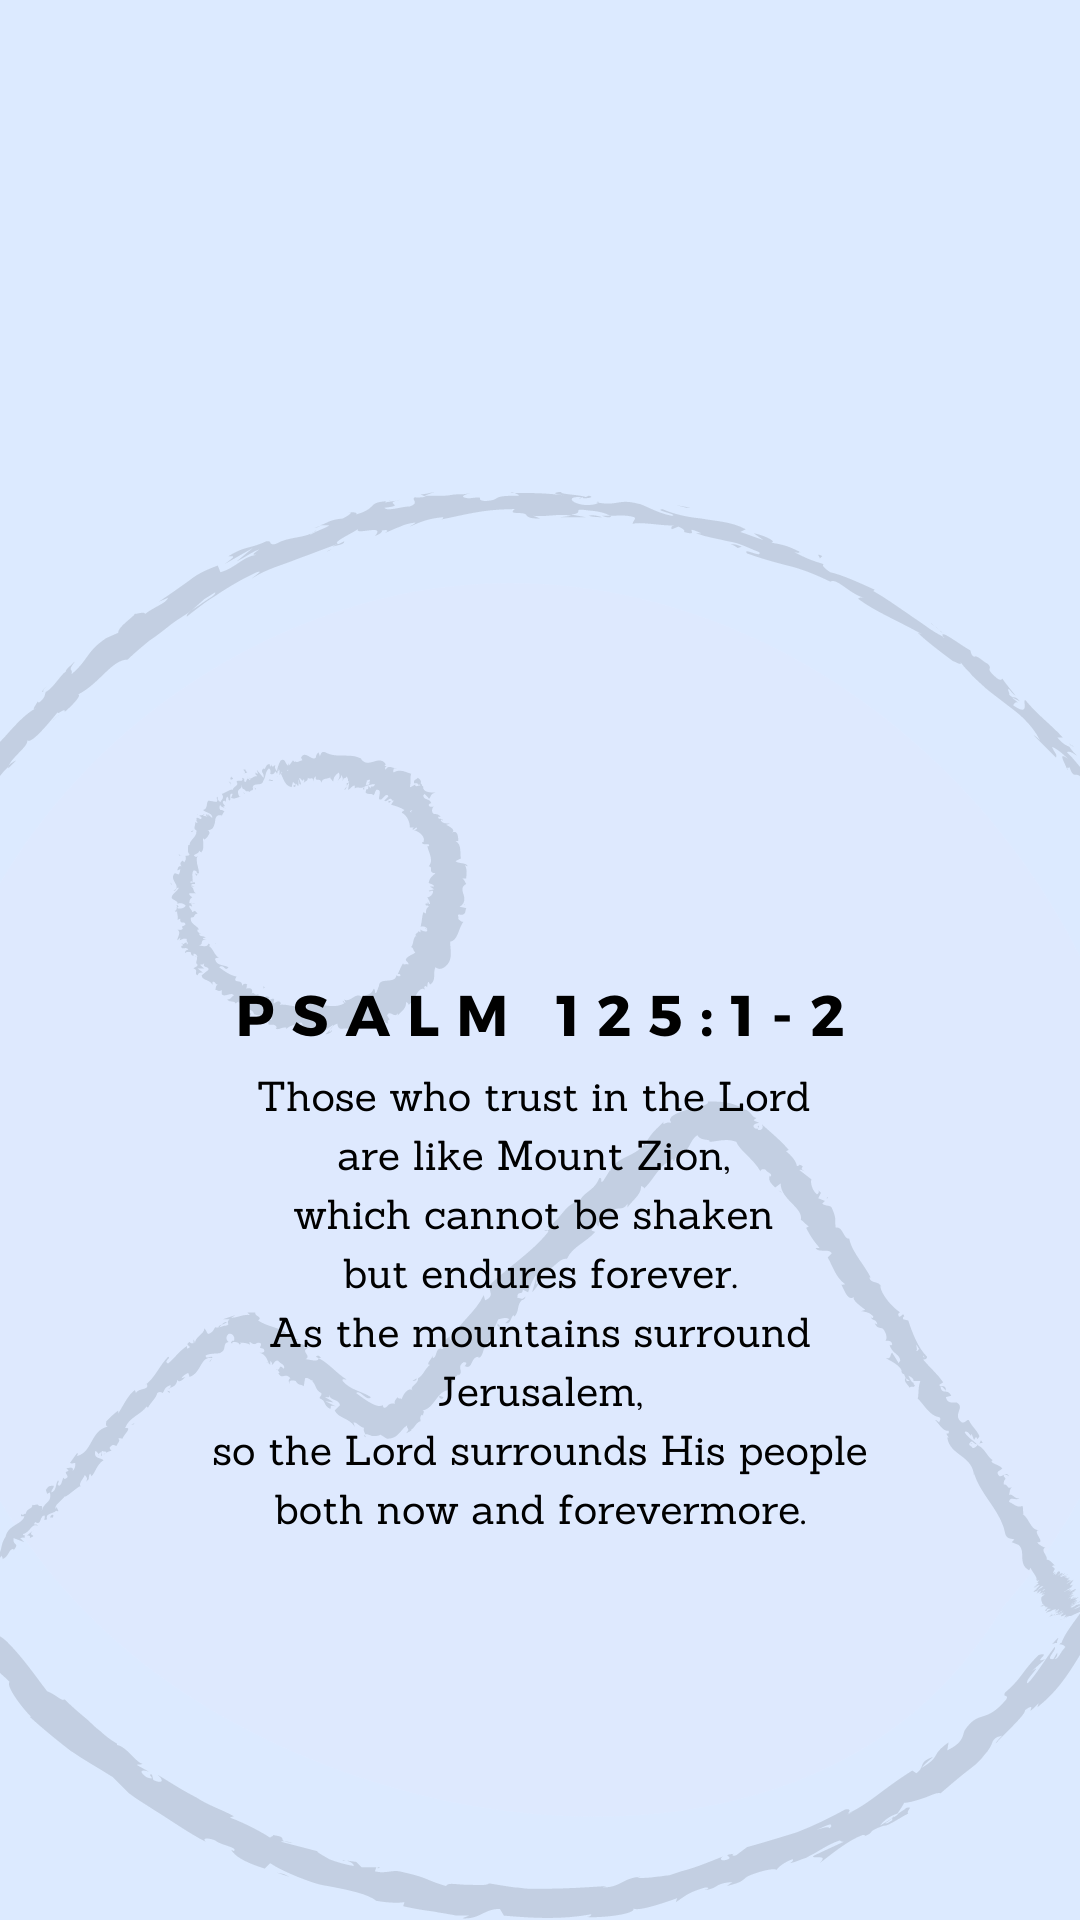 PSALM 125:1-2
Those who trust in the Lord
are like Mount Zion,
which cannot be shaken
but endures forever.
As the mountains surround
Jerusalem,
so the Lord surrounds His people
both now and forevermore.